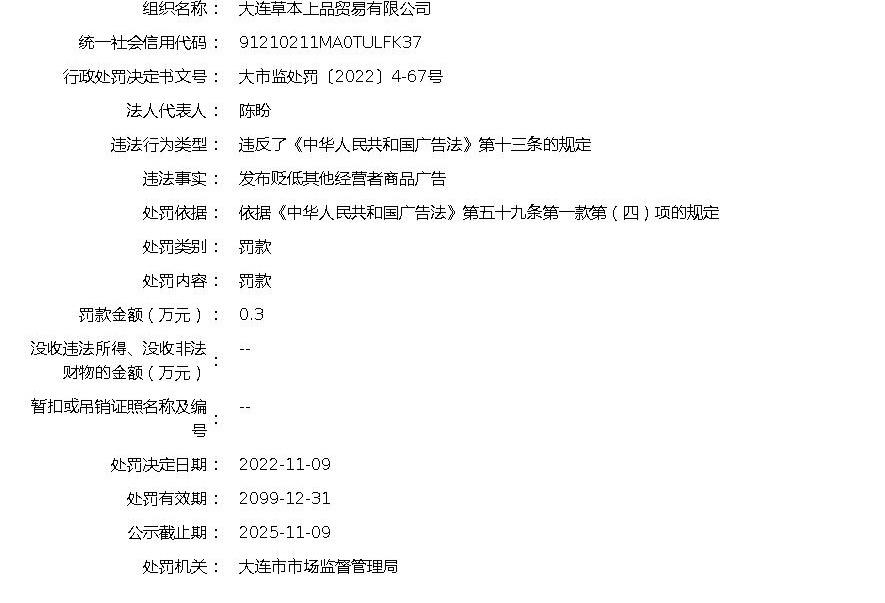 组织名称： 大连草本上品贸易有限公司
统一社会信用代码： 91210211MA0TULFK37
行政处罚决定书文号： 大市监处罚〔2022〕4-67号
法人代表人： 陈盼
违法行为类型： 违反了《中华人民共和国广告法》第十三条的规定
违法事实： 发布贬低其他经营者商品广告
处罚依据： 依据《中华人民共和国广告法》第五十九条第一款第（四）项的规定
处罚类别： 罚款
处罚内容： 罚款
罚款金额（万元）： 0.3
没收违法所得、没收非法
财物的金额（万元）： --
暂扣或吊销证照名称及编
号： --
处罚决定日期： 2022-11-09
处罚有效期： 2099-12-31
公示截止期： 2025-11-09
处罚机关： 大连市市场监督管理局